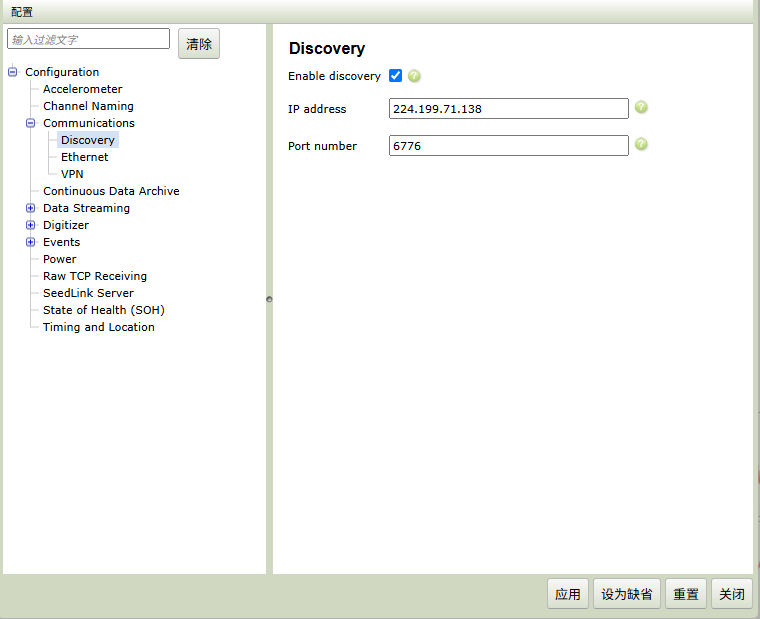 配置
输入过滤文字
清除
Configuration
Accelerometer
Channel Naming
Communications
Discovery
Ethernet
VPN
Continuous Data Archive
Data Streaming
Digitizer
Events
Power
Raw TCP Receiving
SeedLink Server
State of Health (SOH)
Timing and Location
Discovery
Enable discovery
IP address 224.199.71.138
Port number 6776
应用 设为缺省 重置 关闭